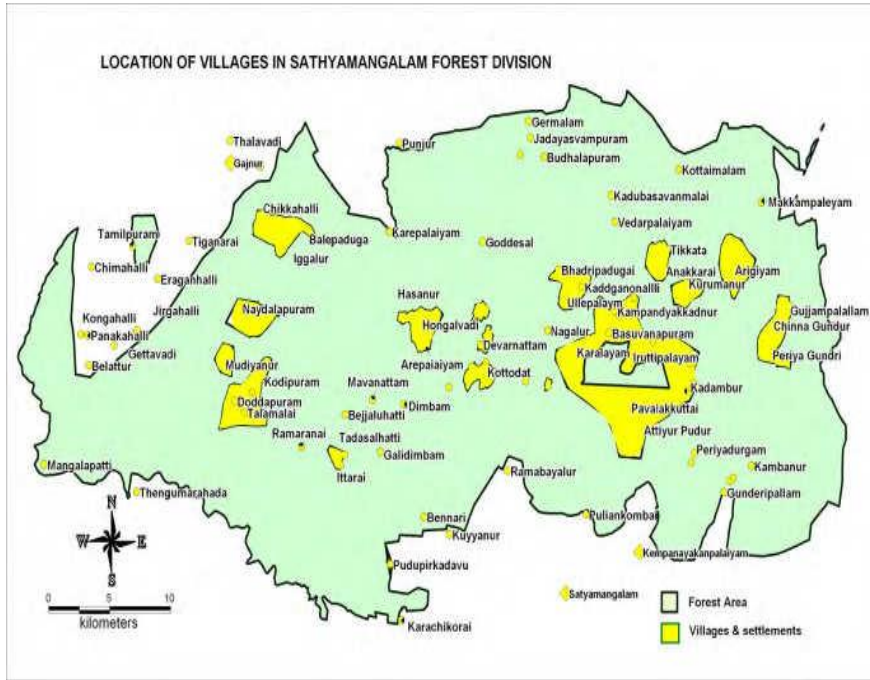 LOCATION OF VILLAGES IN SATHYAMANGALAM FOREST DIVISION
Germalam
Thalavadi
Punjur
Jadayasvampuram
Gajnur
Budhalapuram
Kottaimalam
Kadubasavanmalai
Makkampaleyam
Chikkahalli
Vedarpalaiyam
Tamilpuram
Tiganarai
Balepaduga
Karepalaiyam
Goddesal
Iggalur
Tikkata
Chimahalli
Bhadripadugai
Anakkarai
Arigiyam
Eraganhalli
Kaddganonallli
Kurumanur
Hasanur
Ullepalaym
Jirgahalli
Naydalapuram
Kampandyakkadnur
Gujjampalallam
Kongahalli
Hongalvadi
Chinna Gundur
Panakahalli
Nagalur
Basuvanapuram
Devarnattam
Gettavadi
Karalayam
Iruttipalayam
Periya Gundri
Belattur
Mudiyanur
Arepaiaiyam
Kottodat
Kodipuram
Mavanattam
Kadambur
Doddapuram
Dimbam
Pavalakkuttai
Talamalai
Bejjaluhatti
Attiyur Pudur
Ramaranai
Tadasalhatti
Galidimbam
Periyadurgam
Mangalapatti
Ramabayalur
Kambanur
Ittarai
Thengumarahada
Gunderipallam
N
Bennari
Puliankombai
W E
Kuyyanur
Kempanayakanpalaiyam
S
Pudupirkadavu
Satyamangalam
0 5 10
Forest Area
kilometers
Karachikorai
Villages & settlements